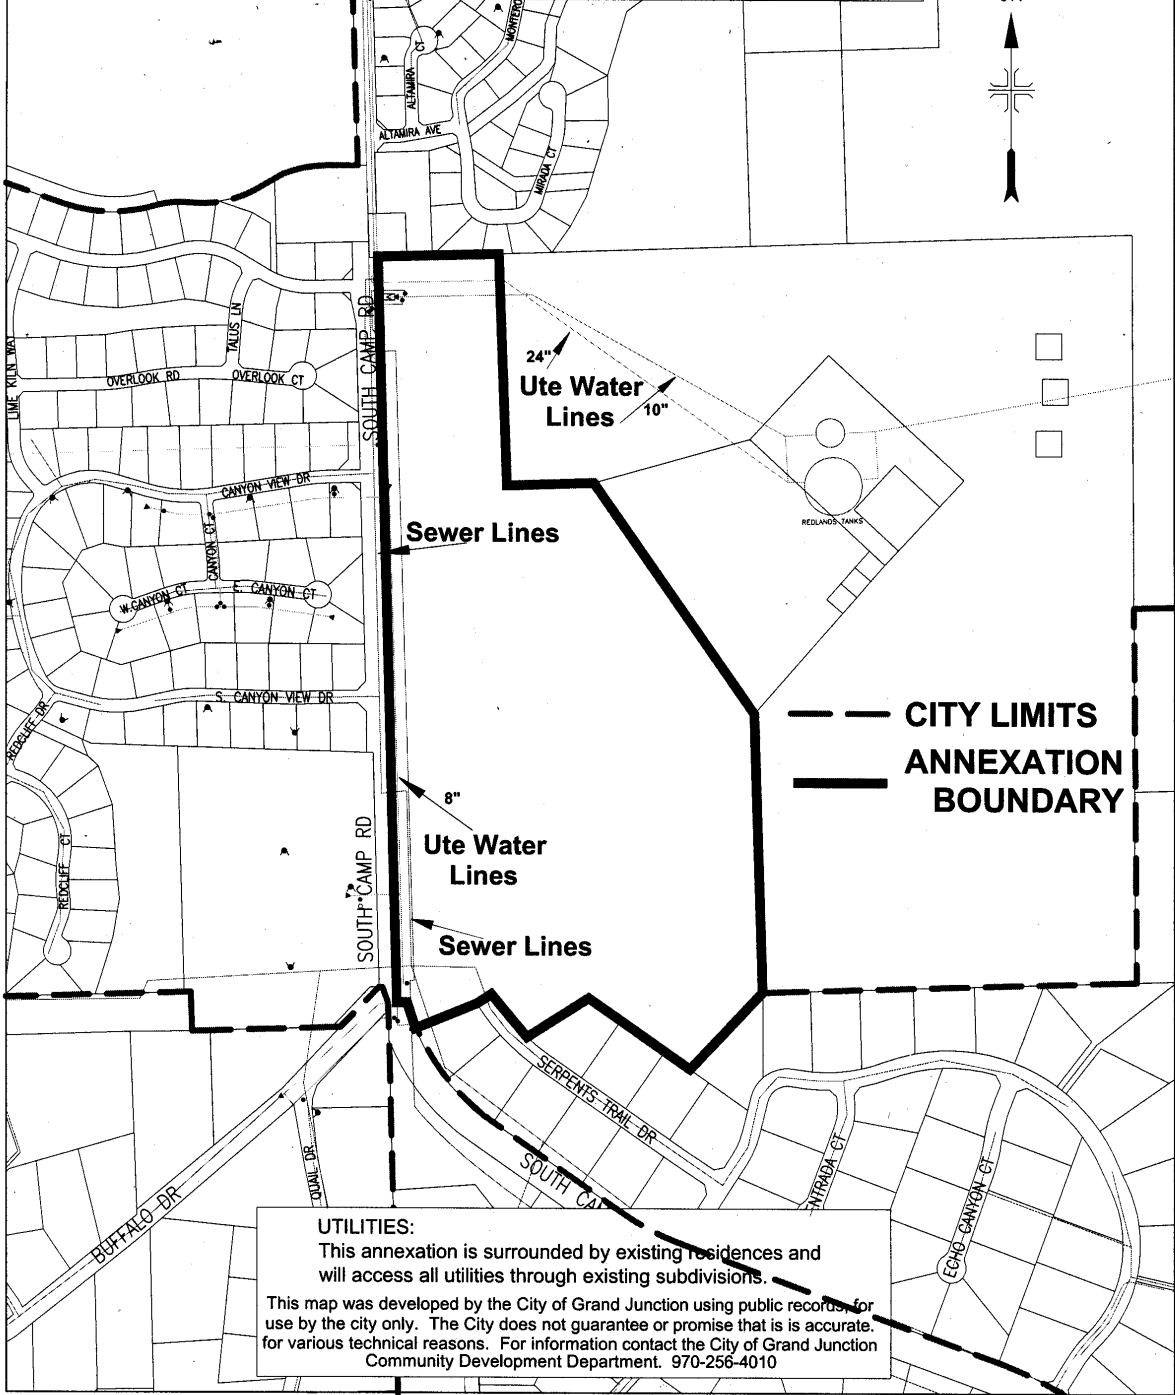 MONTERO
ALTAMIRA CT
ALTAMIRA AVE
MIRADA CT
SOUTH CAMP RD
TALUS LN
LIME KILN WAY
OVERLOOK RD
OVERLOOK CT
24"
Ute Water
Lines
10"
REDLANDS TANKS
CANYON VIEW DR
CANYON CT
Sewer Lines
W. CANYON CT
E. CANYON CT
S. CANYON VIEW DR
REDCLIFF DR
CITY LIMITS
ANNEXATION
BOUNDARY
8"
Ute Water
Lines
SOUTH CAMP RD
REDCLIFF CT
Sewer Lines
SERPENTS TRAIL DR
SOUTH CA
QUAIL DR.
BUFFALO DR
ENTRADA CT
ECHO CANYON CT
UTILITIES:
This annexation is surrounded by existing residences and
will access all utilities through existing subdivisions.
This map was developed by the City of Grand Junction using public records, for
use by the city only. The City does not guarantee or promise that is is accurate.
for various technical reasons. For information contact the City of Grand Junction
Community Development Department. 970-256-4010